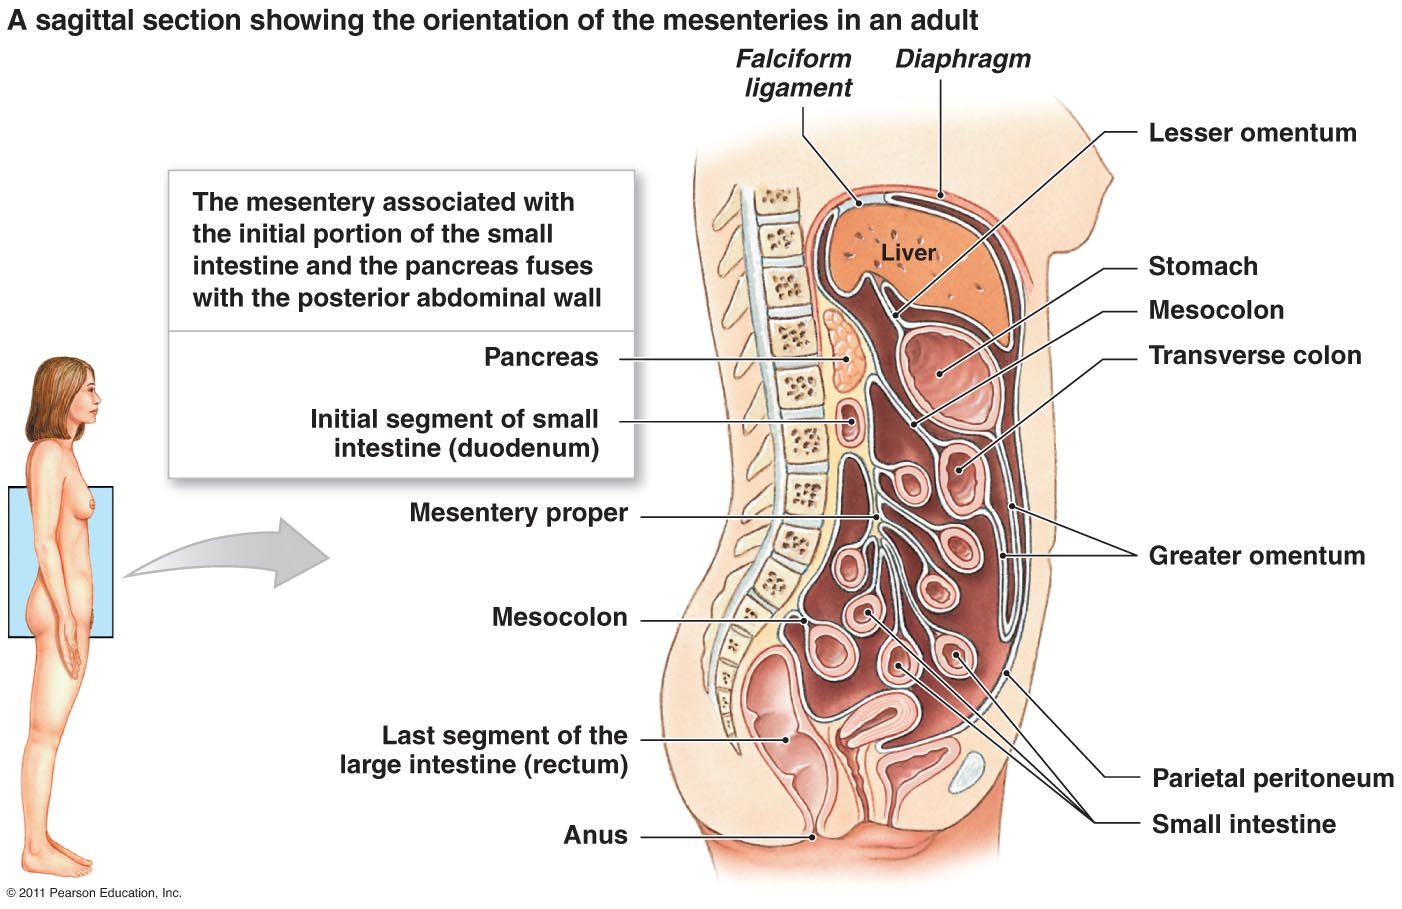 A sagittal section showing the orientation of the mesenteries in an adult
Falciform
ligament
Diaphragm
Lesser omentum
The mesentery associated with
the initial portion of the small
intestine and the pancreas fuses
with the posterior abdominal wall
Liver
Stomach
Mesocolon
Transverse colon
Pancreas
Initial segment of small
intestine (duodenum)
Mesentery proper
Greater omentum
Mesocolon
Last segment of the
large intestine (rectum)
Parietal peritoneum
Small intestine
Anus
© 2011 Pearson Education, Inc.